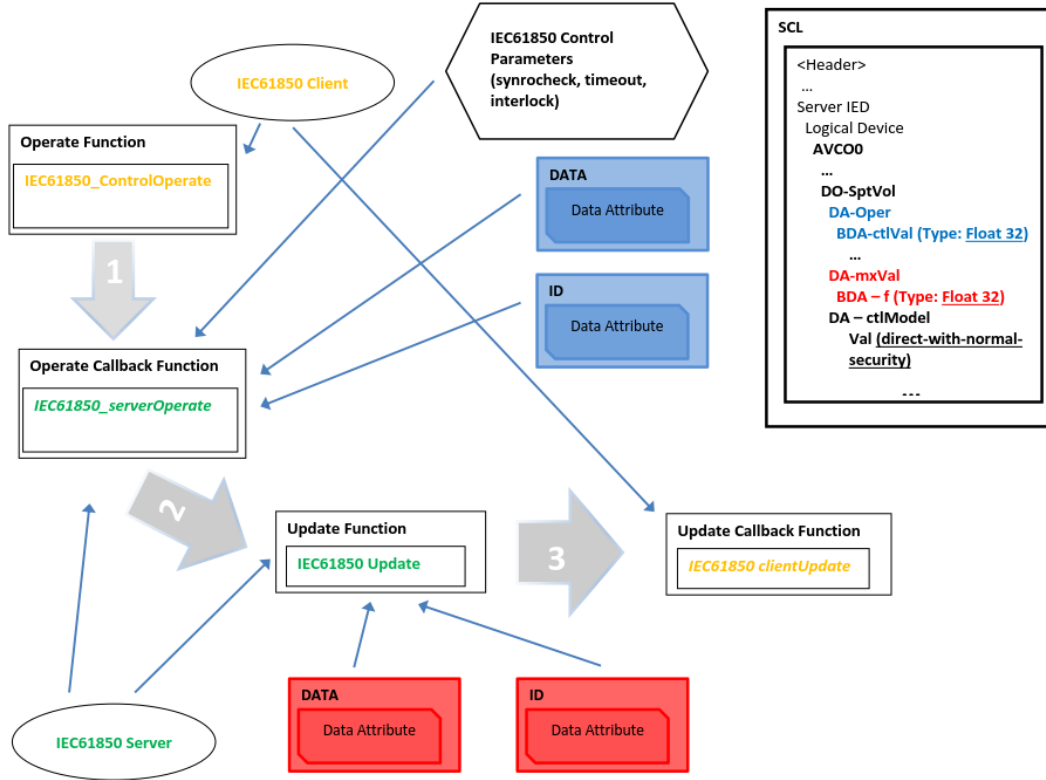 IEC61850 Client
IEC61850 Control
Parameters
(synrocheck, timeout,
interlock)
Operate Function
IEC61850_ControlOperate
1
DATA
Data Attribute
ID
Data Attribute
Operate Callback Function
IEC61850_serverOperate
2
Update Function
IEC61850 Update
3
Update Callback Function
IEC61850 clientUpdate
DATA
Data Attribute
ID
Data Attribute
IEC61850 Server
SCL
<Header>
...
Server IED
Logical Device
AVCO0
...
DO-SptVol
DA-Oper
BDA-ctlVal (Type: Float 32)
...
DA-mxVal
BDA – f (Type: Float 32)
DA – ctlModel
Val (direct-with-normal-
security)
...